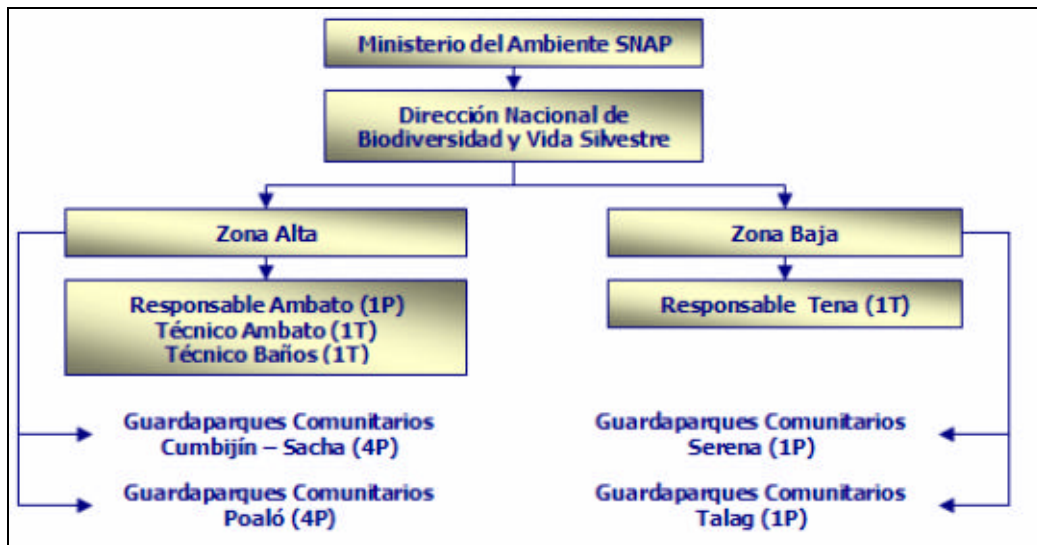 Ministerio del Ambiente SNAP
Dirección Nacional de
Biodiversidad y Vida Silvestre
Zona Alta
Zona Baja
Responsable Ambato (1P)
Técnico Ambato (1T)
Técnico Baños (1T)
Responsable Tena (1T)
Guardaparques Comunitarios
Cumbijín – Sacha (4P)
Guardaparques Comunitarios
Serena (1P)
Guardaparques Comunitarios
Poaló (4P)
Guardaparques Comunitarios
Talag (1P)